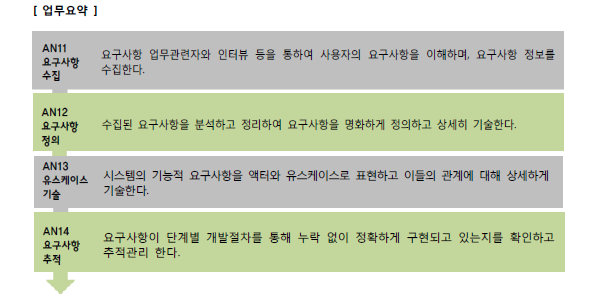 [ 업무요약 ]
AN11
요구사항
수집
요구사항 업무관련자와 인터뷰 등을 통하여 사용자의 요구사항을 이해하며, 요구사항 정보를
수집한다.
AN12
요구사항
정의
수집된 요구사항을 분석하고 정리하여 요구사항을 명확하게 정의하고 상세히 기술한다.
AN13
유스케이스
기술
시스템의 기능적 요구사항을 액터와 유스케이스로 표현하고 이들의 관계에 대해 상세하게
기술한다.
AN14
요구사항
추적
요구사항이 단계별 개발절차를 통해 누락 없이 정확하게 구현되고 있는지를 확인하고
추적관리 한다.